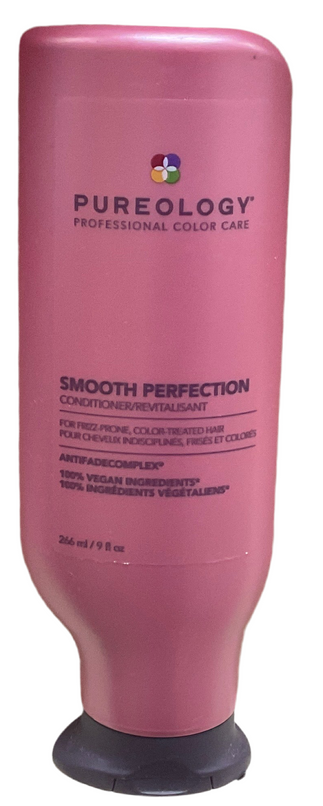 PUREOLOGY®
PROFESSIONAL COLOR CARE
SMOOTH PERFECTION
CONDITIONER/REVITALISANT
FOR FRIZZ-PRONE, COLOR-TREATED HAIR
POUR CHEVEUX INDISCIPLINÉS, FRISÉS ET COLORÉS
ANTIFADECOMPLEX®
100% VEGAN INGREDIENTS*
100% INGRÉDIENTS VÉGÉTALIENS*
266 ml / 9 fl oz